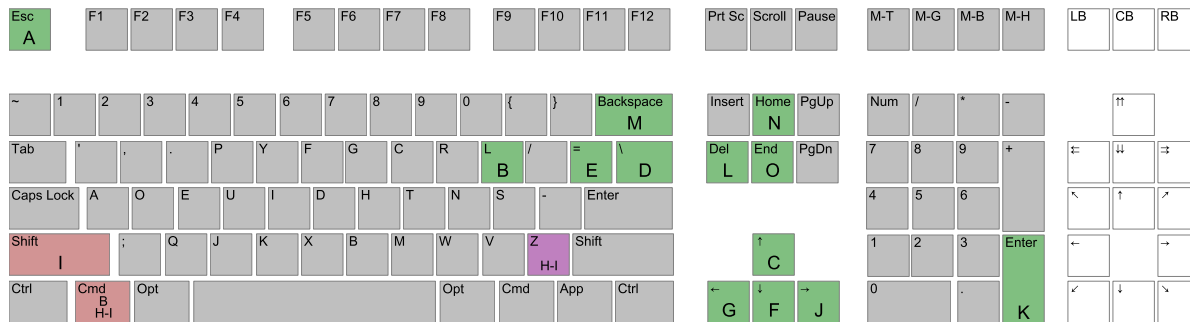 Esc F1 F2 F3 F4 F5 F6 F7 F8 F9 F10 F11 F12 Prt Sc Scroll Pause M-T M-G M-B M-H LB CB RB
A
~ 1 2 3 4 5 6 7 8 9 0 { } Backspace Insert Home PgUp Num / * - ⇈
M N
Tab ' , . P Y F G C R L / = \ Del End PgDn 7 8 9 + ⇇ ⇊ ⇉
B E D L O
Caps Lock A O E U I D H T N S - Enter 4 5 6 ↖ ↑ ↗
Shift ; Q J K X B M W V Z Shift ↑ 1 2 3 Enter ← →
I H-I C
Ctrl Cmd Opt Opt Cmd App Ctrl ← ↓ → 0 . ↙ ↓ ↘
B
H-I G F J K